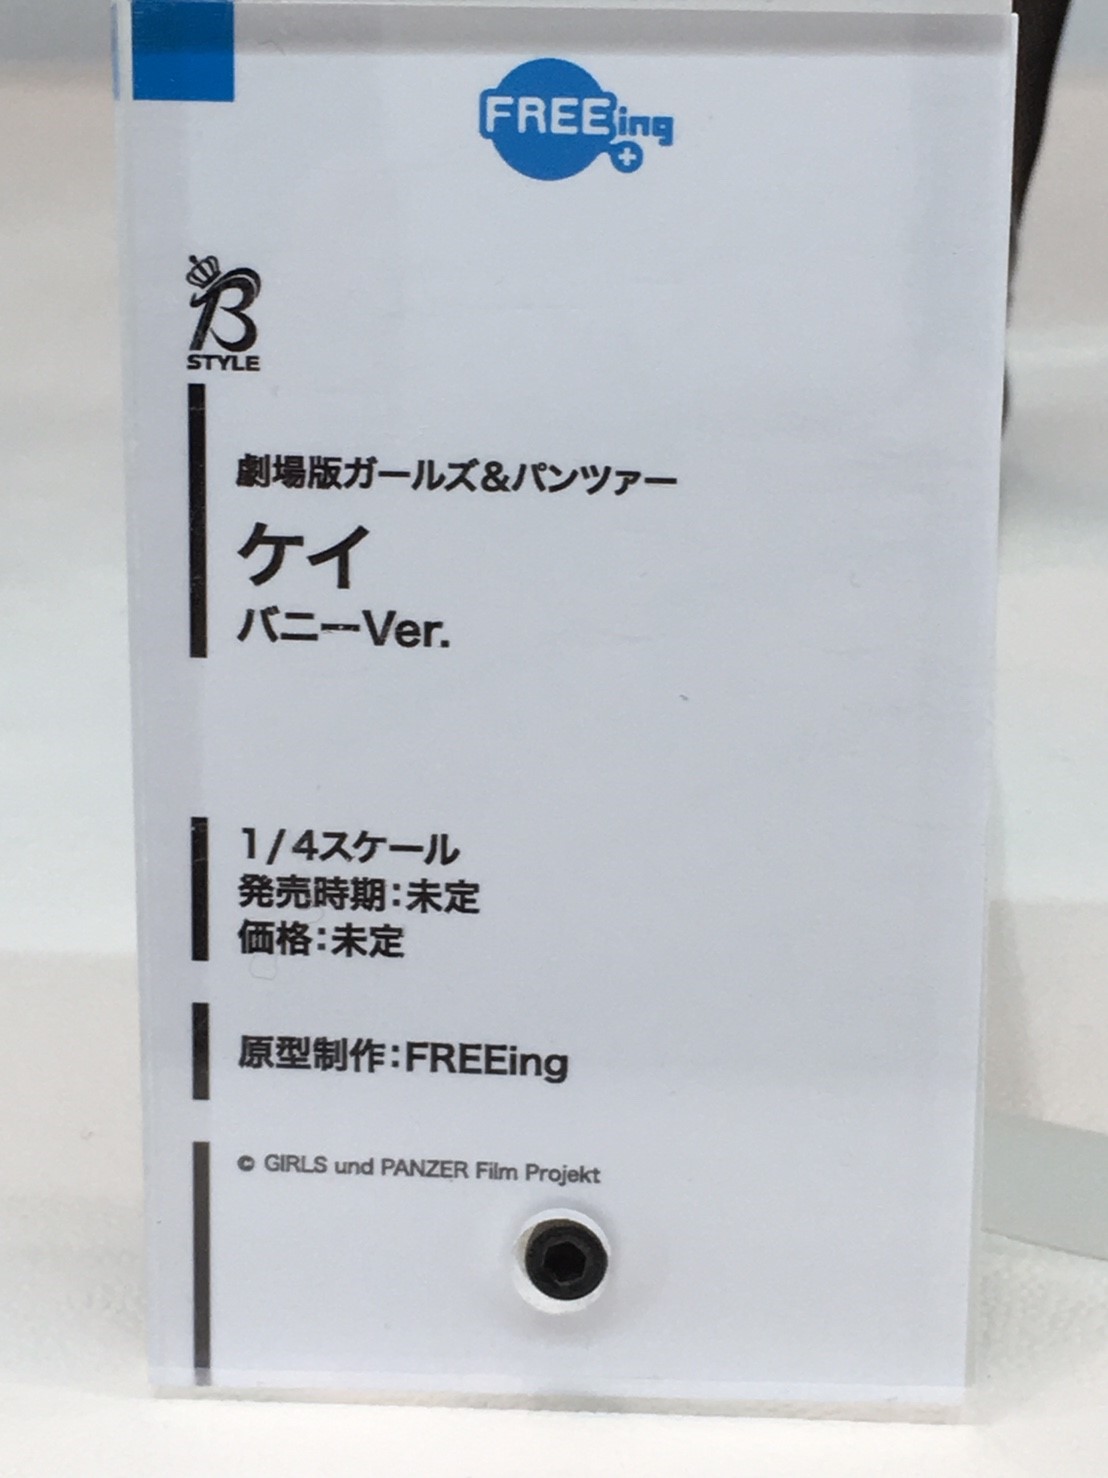 FREEing
B
STYLE
劇場版ガールズ&パンツァー
ケイ
バニーVer.
1/4スケール
発売時期:未定
価格:未定
原型制作:FREEing
© GIRLS und PANZER Film Projekt